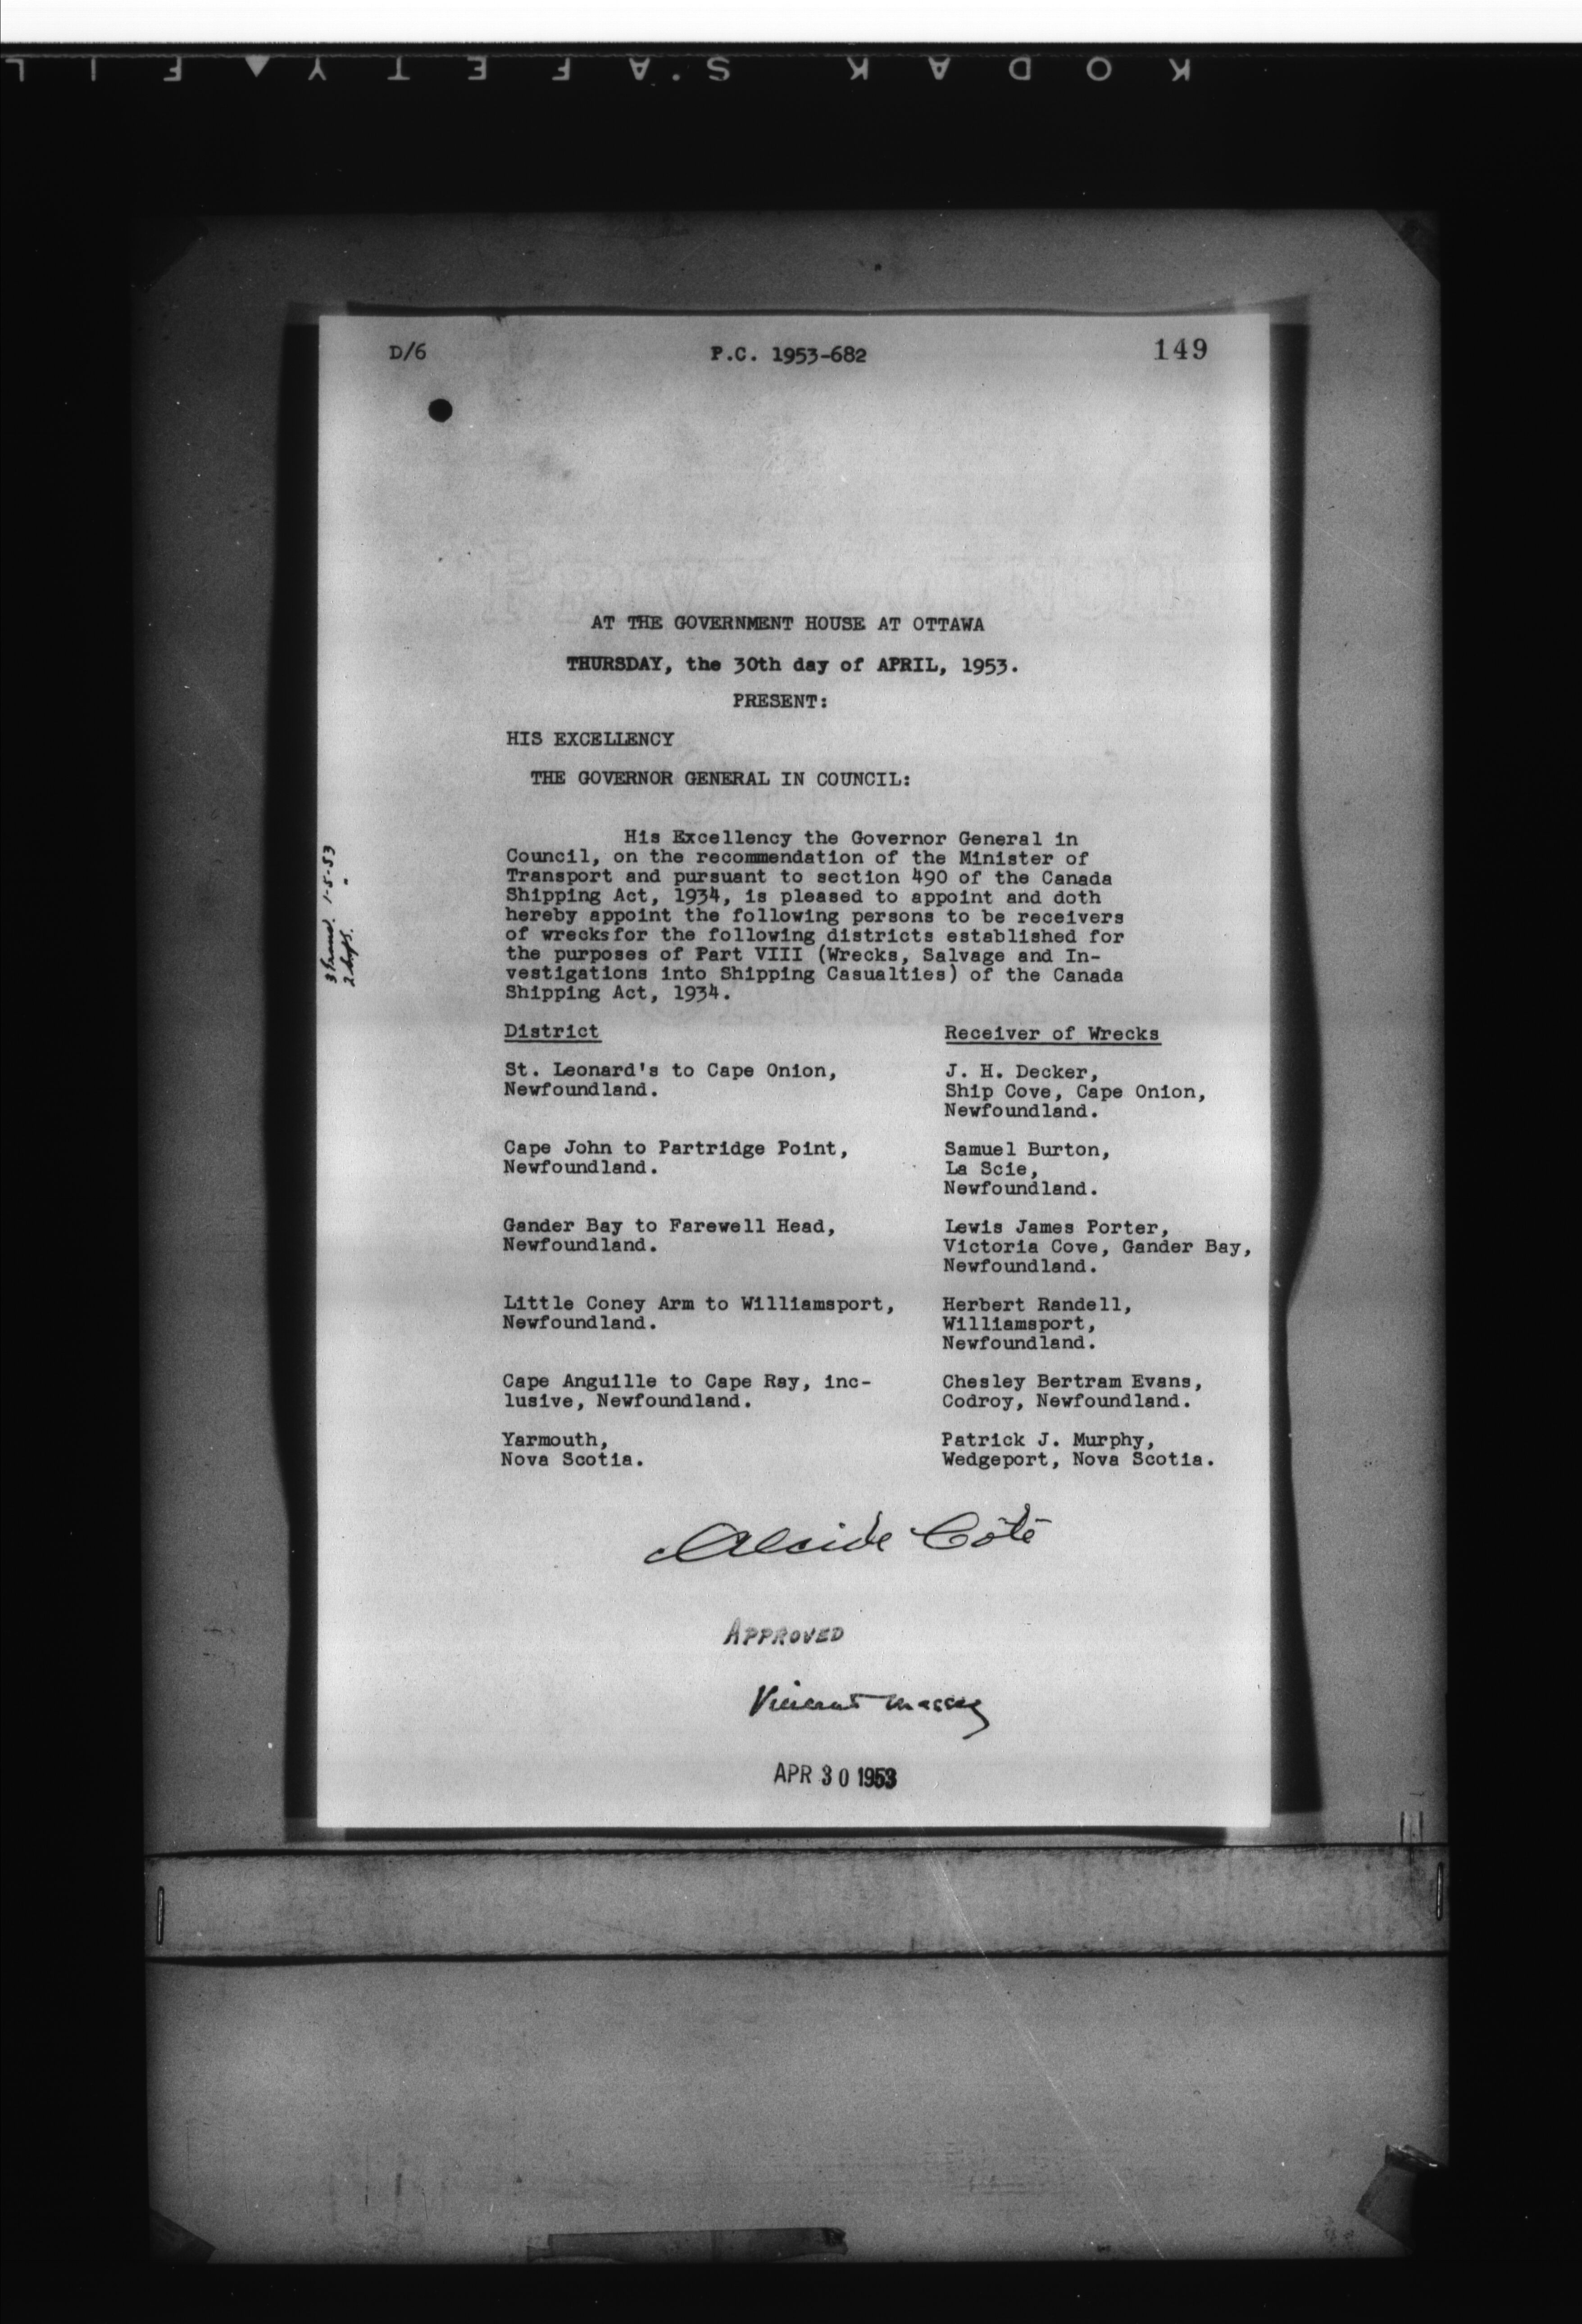 KODAK SAFETY FIL
D/6 P.C. 1953-682 149
AT THE GOVERNMENT HOUSE AT OTTAWA
THURSDAY, the 30th day of APRIL, 1953.
PRESENT:
HIS EXCELLENCY
THE GOVERNOR GENERAL IN COUNCIL:
His Excellency the Governor General in
Council, on the recommendation of the Minister of
Transport and pursuant to section 490 of the Canada
Shipping Act, 1934, is pleased to appoint and doth
hereby appoint the following persons to be receivers
of wrecks for the following districts established for
the purposes of Part VIII (Wrecks, Salvage and In-
vestigations into Shipping Casualties) of the Canada
Shipping Act, 1934.
1-5-53
District Receiver of Wrecks
St. Leonard's to Cape Onion, J. H. Decker,
Newfoundland. Ship Cove, Cape Onion,
Newfoundland.
Cape John to Partridge Point, Samuel Burton,
Newfoundland. La Scie,
Newfoundland.
Gander Bay to Farewell Head, Lewis James Porter,
Newfoundland. Victoria Cove, Gander Bay,
Newfoundland.
Little Coney Arm to Williamsport, Herbert Randell,
Newfoundland. Williamsport,
Newfoundland.
Cape Anguille to Cape Ray, inc- Chesley Bertram Evans,
lusive, Newfoundland. Codroy, Newfoundland.
Yarmouth, Patrick J. Murphy,
Nova Scotia. Wedgeport, Nova Scotia.
Alcide Côté
APPROVED
Vincent Massey
APR 30 1953